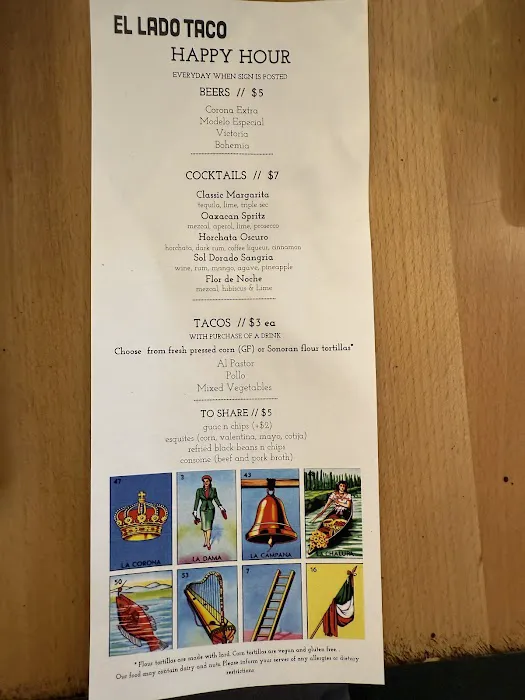 EL LADO TACO
HAPPY HOUR
EVERYDAY WHEN SIGN IS POSTED
BEERS // $5
Corona Extra
Modelo Especial
Victoria
Bohemia
COCKTAILS // $7
Classic Margarita
tequila, lime, triple sec
Oaxacan Spritz
mezcal, aperol, lime, prosecco
Horchata Oscuro
horchata, dark rum, coffee liqueur, cinnamon
Sol Dorado Sangria
wine, rum, mango, agave, pineapple
Flor de Noche
mezcal, hibiscus & Lime
TACOS // $3 ea
WITH PURCHASE OF A DRINK
Choose from fresh pressed corn (GF) or Sonoran flour tortillas*
Al Pastor
Pollo
Mixed Vegetables
TO SHARE // $5
guac n chips (+$2)
esquites (corn, valentina, mayo, cotija)
refried black beans n chips
consome (beef and pork broth)
47 3 43
LA CORONA LA DAMA LA CAMPANA CHALUPA
50 53 7 16
* Flour tortillas are made with lard. Corn tortillas are vegan and gluten free.
Our food may contain dairy and nuts. Please inform your server of any allergies or dietary
restrictions